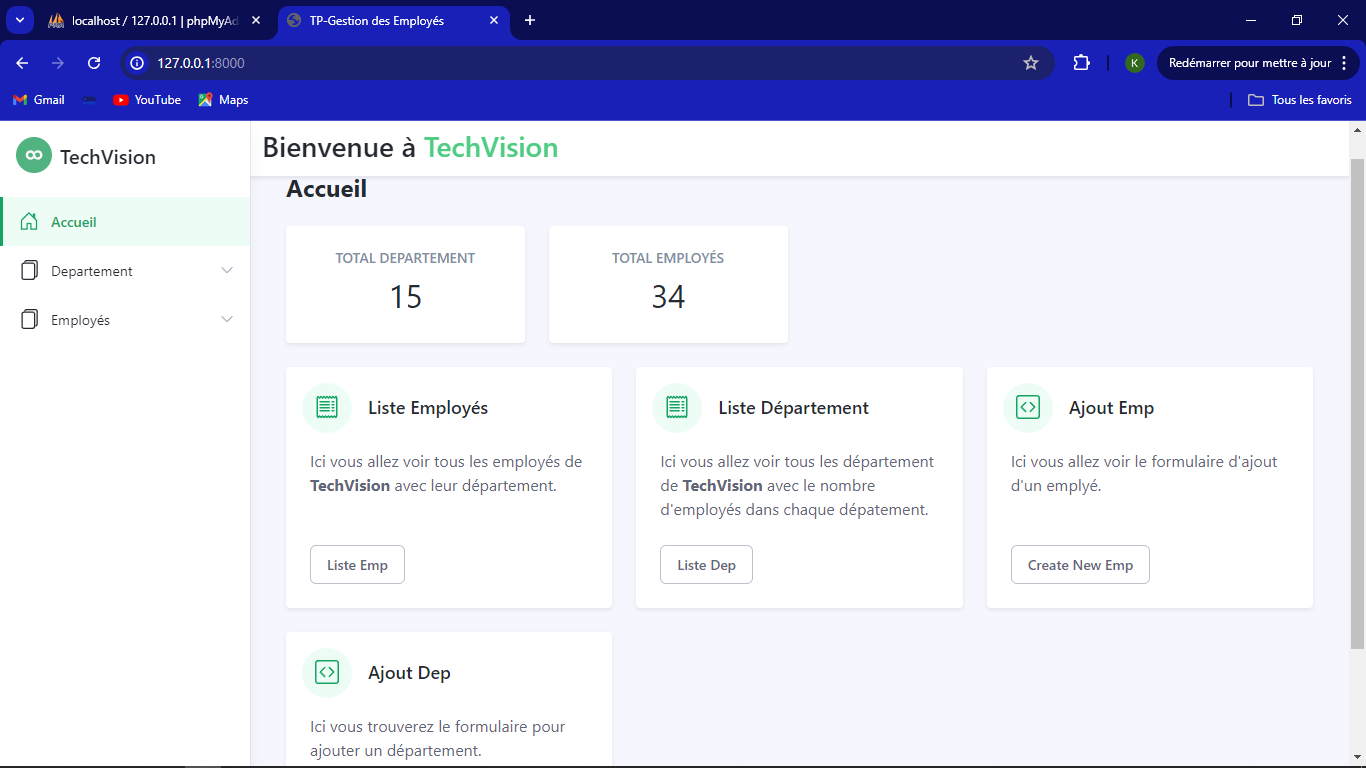 localhost / 127.0.0.1 | phpMyAd
TP-Gestion des Employés
127.0.0.1:8000
K
Redémarrer pour mettre à jour
Gmail
YouTube
Maps
Tous les favoris
TechVision
Bienvenue à TechVision
Accueil
Departement
Employés
Accueil
TOTAL DEPARTEMENT
15
TOTAL EMPLOYÉS
34
Liste Employés
Ici vous allez voir tous les employés de
TechVision avec leur département.
Liste Emp
Liste Département
Ici vous allez voir tous les département
de TechVision avec le nombre
d'employés dans chaque dépatement.
Liste Dep
Ajout Emp
Ici vous allez voir le formulaire d'ajout
d'un emplyé.
Create New Emp
Ajout Dep
Ici vous trouverez le formulaire pour
ajouter un département.